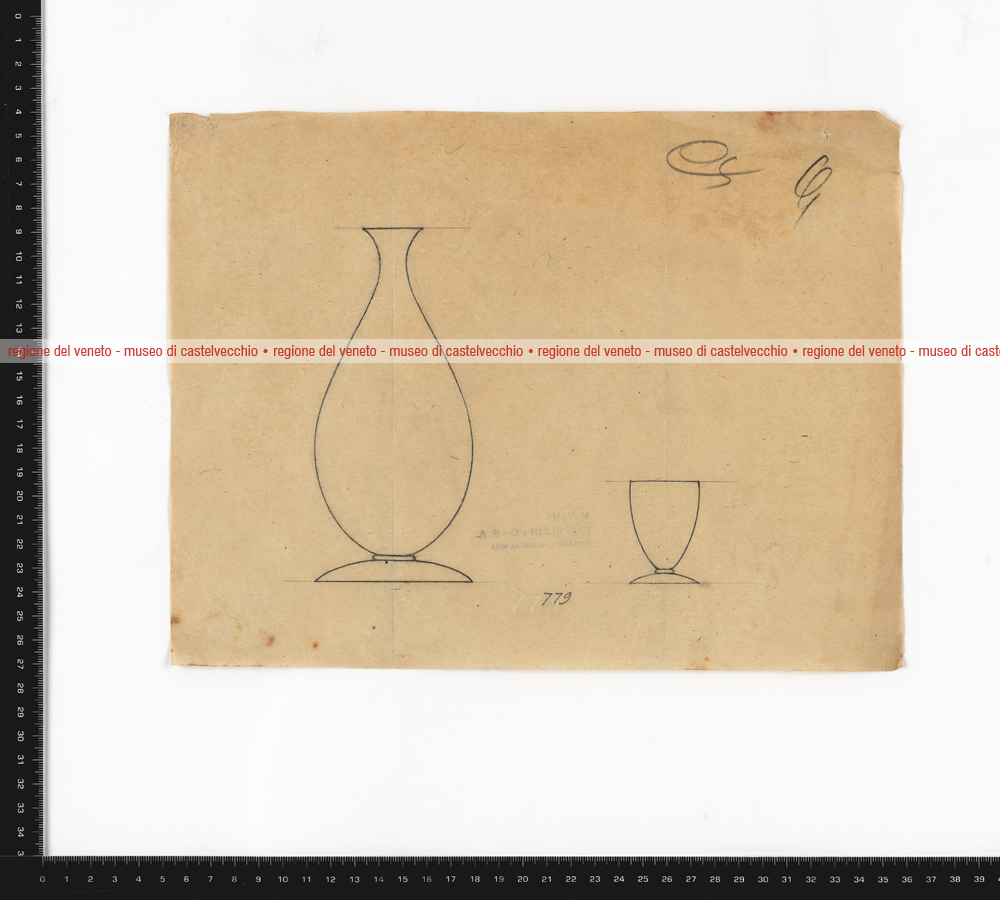 regione del veneto - museo di castelvecchio • regione del veneto - museo di castelvecchio • regione del veneto - museo di castelvecchio • regione del veneto - museo di cast
779
0 1 2 3 4 5 6 7 8 9 10 11 12 13 15 16 17 18 19 20 21 22 23 24 25 26 27 28 29 30 31 32 33 34 3
0 1 2 3 4 5 6 7 8 9 10 11 12 13 14 15 16 17 18 19 20 21 22 23 24 25 26 27 28 29 30 31 32 33 34 35 36 37 38 39